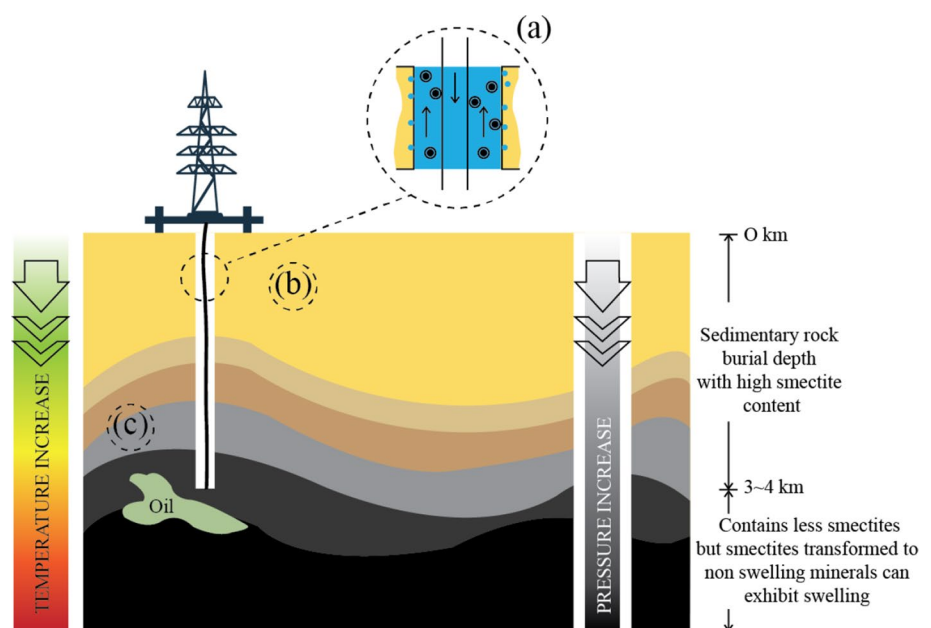 (a)
O km
(b)
Sedimentary rock
burial depth
with high smectite
content
(c)
TEMPERATURE INCREASE
PRESSURE INCREASE
Oil
3~4 km
Contains less smectites
but smectites transformed to
non swelling minerals can
exhibit swelling